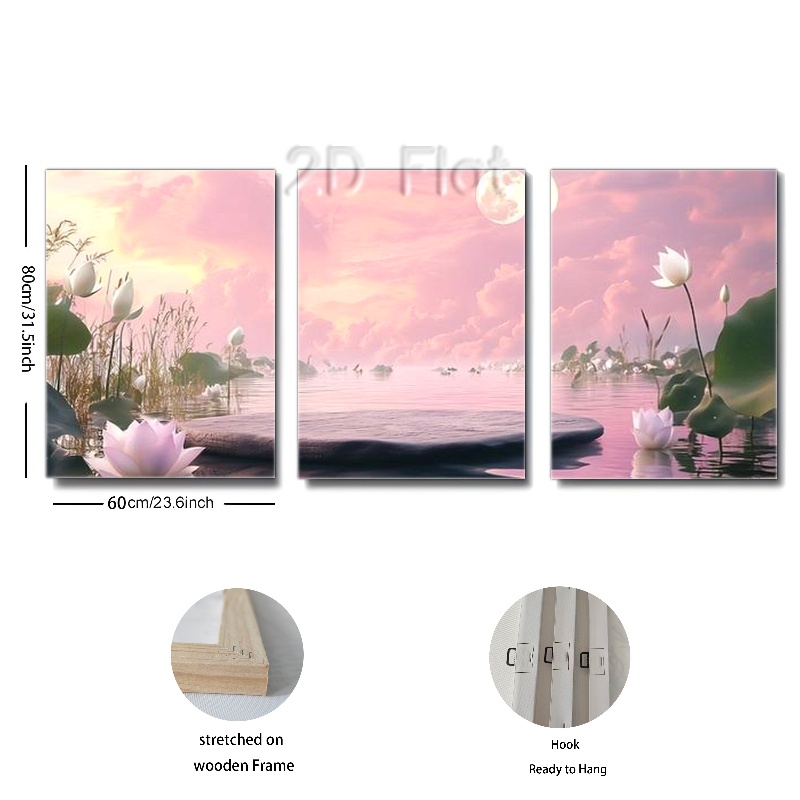 2D Flat
80cm/31.5inch
60cm/23.6inch
stretched on
wooden Frame
Hook
Ready to Hang